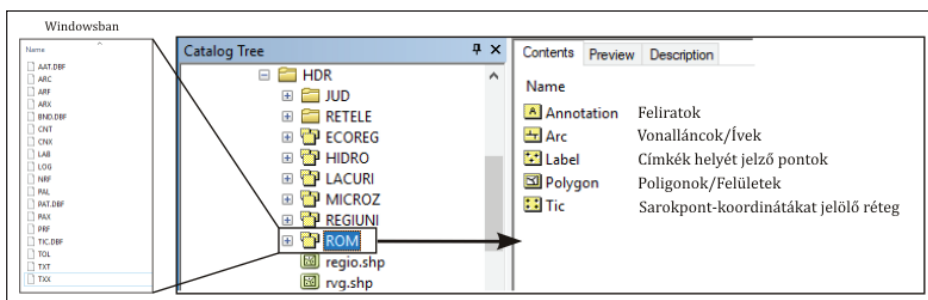 Windowsban
Name
AAT.DBF
ARC
ARF
ARX
BND.DBF
CNT
CNX
LAB
LOG
NRF
PAL
PAT.DBF
PAX
PRF
TIC.DBF
TOL
TXT
TXX
Catalog Tree
HDR
JUD
RETELE
ECOREG
HIDRO
LACURI
MICROZ
REGIUNI
ROM
regio.shp
rvg.shp
Contents Preview Description
Name
Annotation Feliratok
Arc Vonalláncok/Ívek
Label Címkék helyét jelző pontok
Polygon Poligonok/Felületek
Tic Sarokpont-koordinátákat jelölő réteg